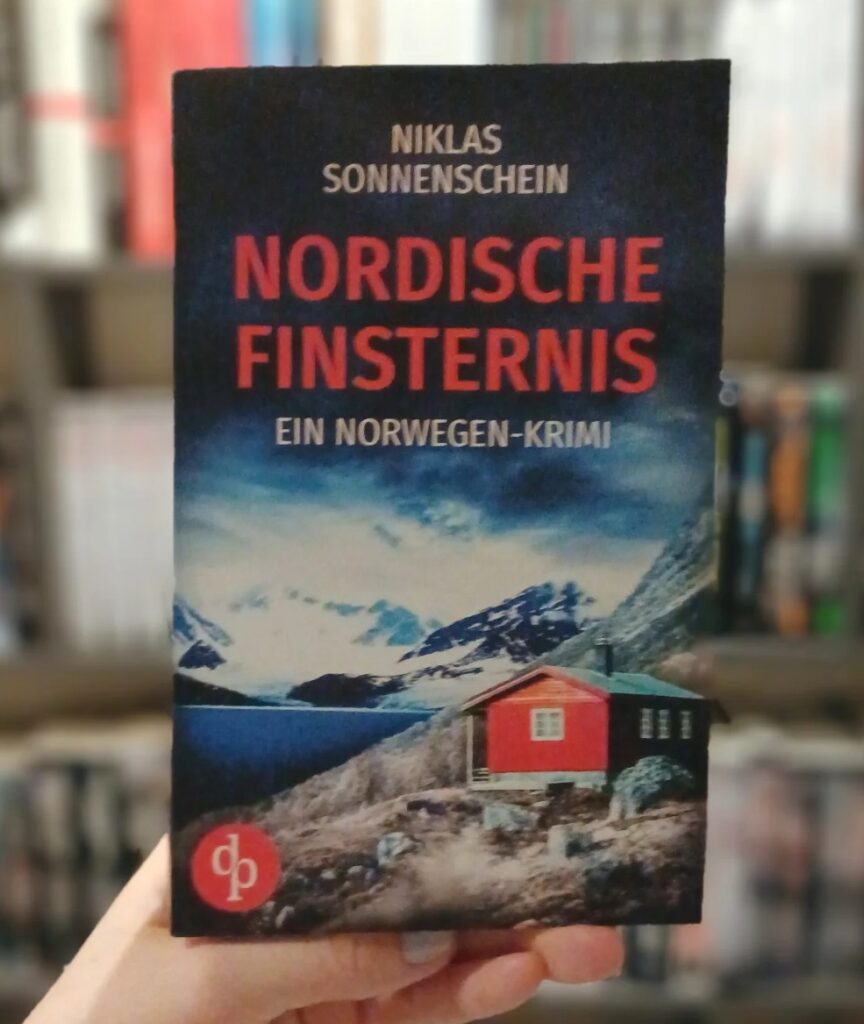 NIKLAS
SONNENSCHEIN
NORDISCHE
FINSTERNIS
EIN NORWEGEN-KRIMI
dp